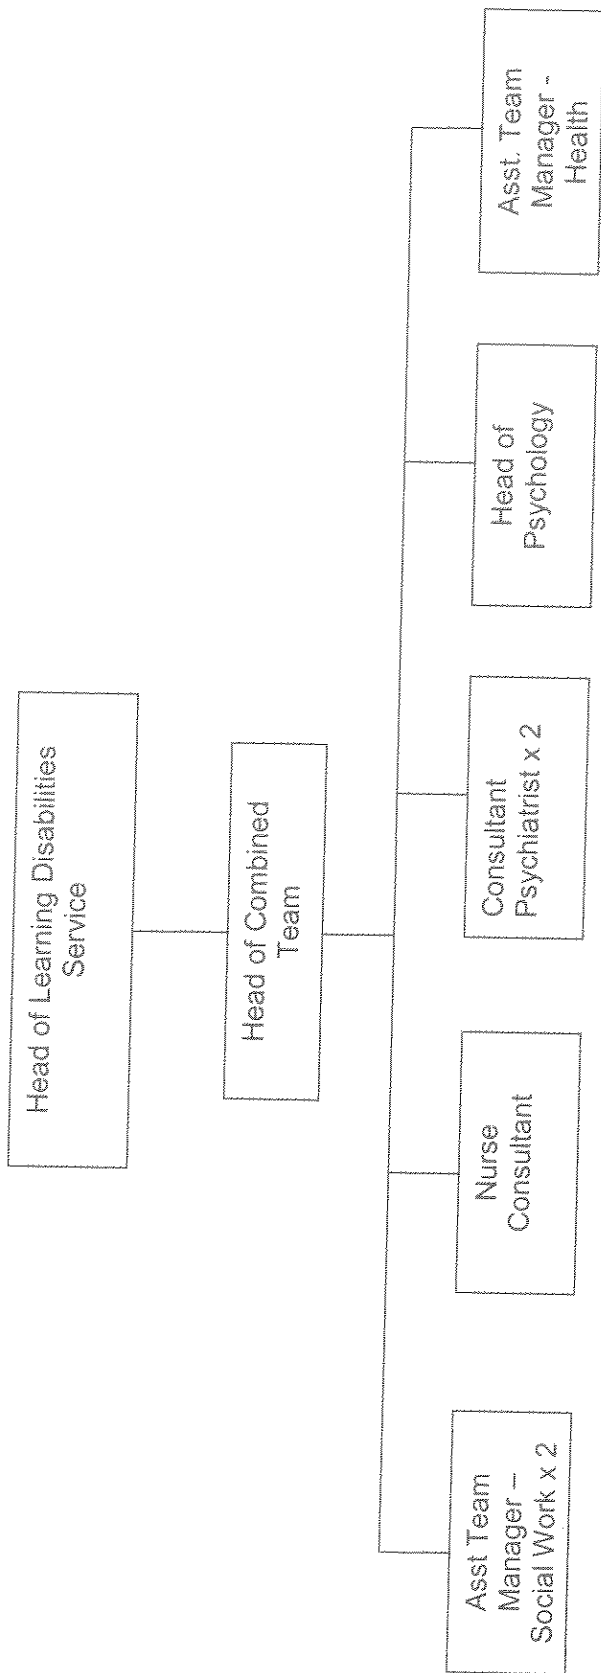 Head of Learning Disabilities
Service
Head of Combined
Team
Asst Team
Manager –
Social Work x 2
Nurse
Consultant
Consultant
Psychiatrist x 2
Head of
Psychology
Asst. Team
Manager -
Health